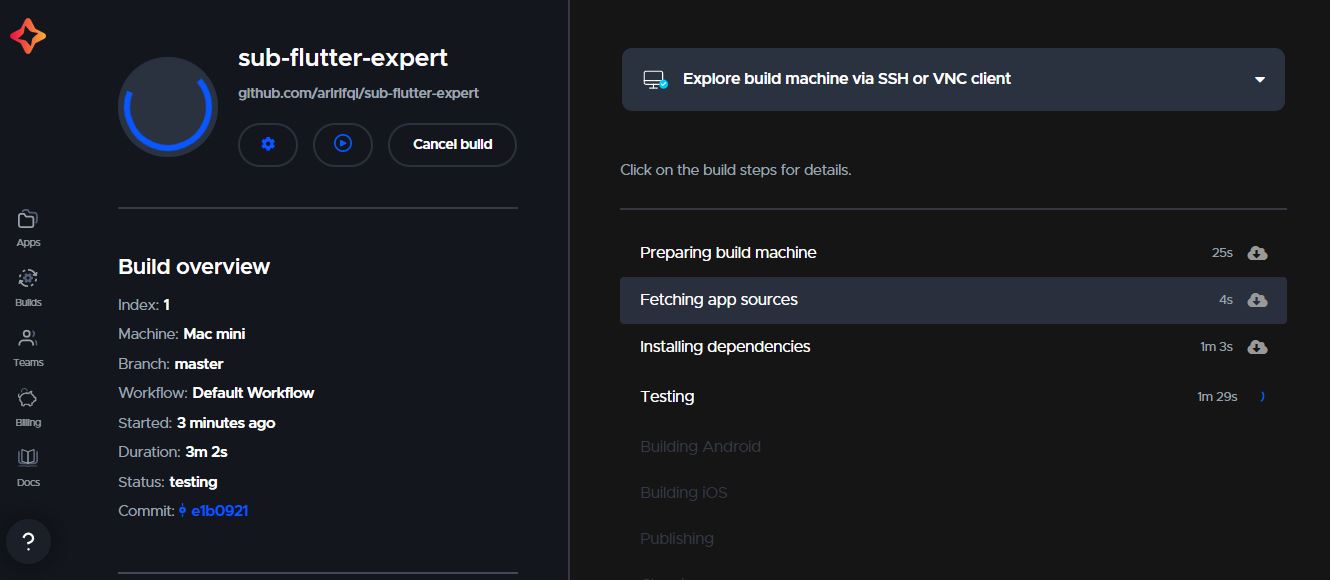 sub-flutter-expert
github.com/arlrlfql/sub-flutter-expert
Cancel build
Apps
Builds
Teams
Billing
Docs
?
Build overview
Index: 1
Machine: Mac mini
Branch: master
Workflow: Default Workflow
Started: 3 minutes ago
Duration: 3m 2s
Status: testing
Commit: e1b0921
Explore build machine via SSH or VNC client
Click on the build steps for details.
Preparing build machine 25s
Fetching app sources 4s
Installing dependencies 1m 3s
Testing 1m 29s
Building Android
Building iOS
Publishing